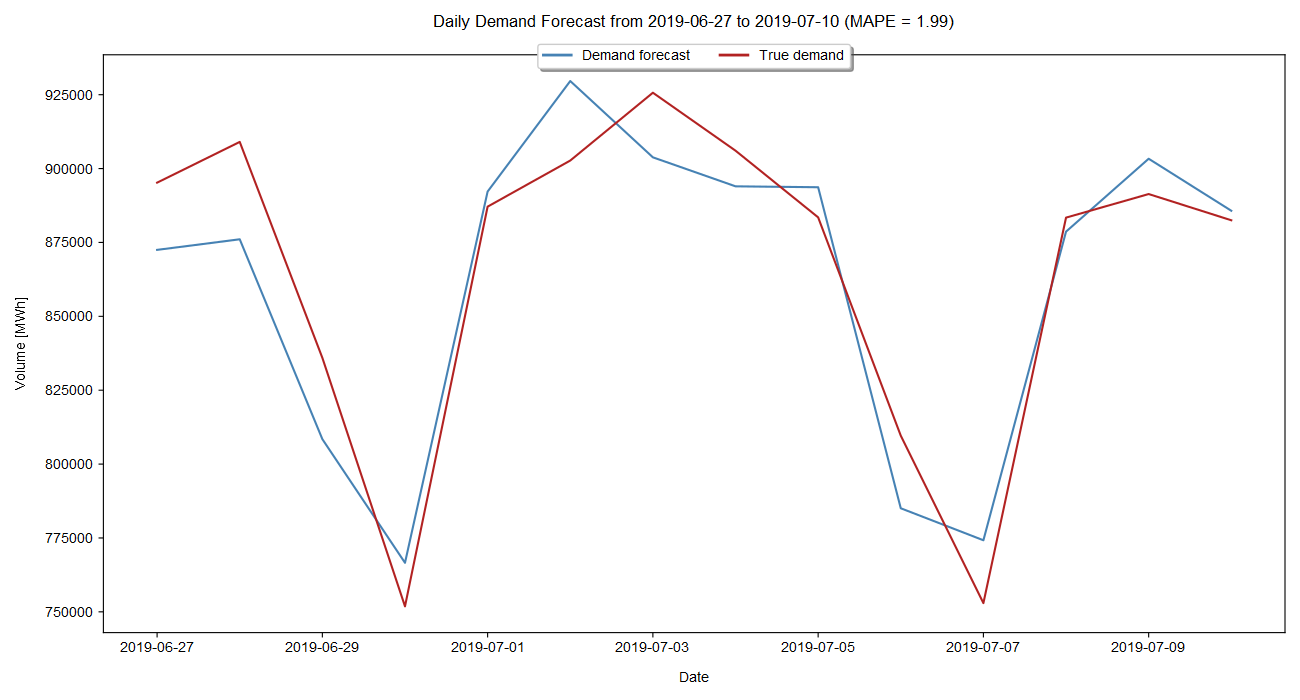 Daily Demand Forecast from 2019-06-27 to 2019-07-10 (MAPE = 1.99)
Demand forecast True demand
925000
900000
875000
850000
825000
800000
775000
750000
Volume [MWh]
2019-06-27 2019-06-29 2019-07-01 2019-07-03 2019-07-05 2019-07-07 2019-07-09
Date